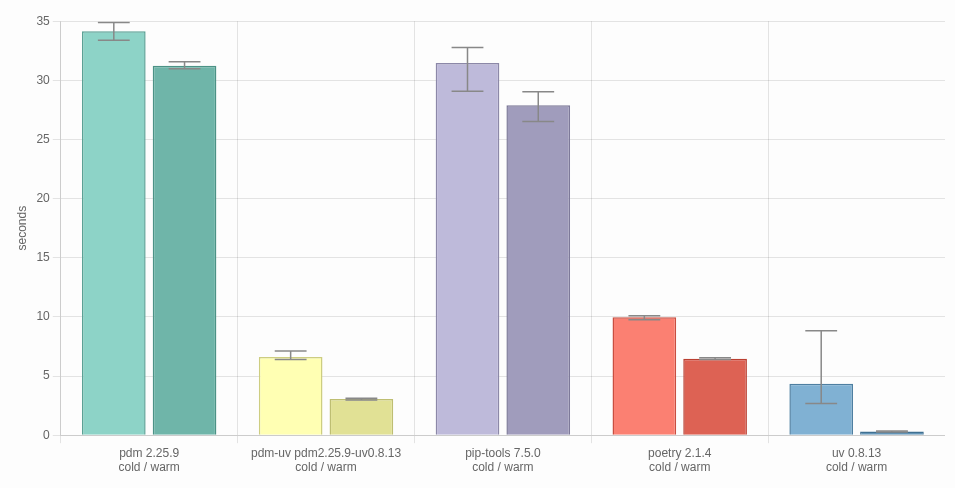 35
30
25
20
15
10
5
0
seconds
pdm 2.25.9
cold / warm
pdm-uv pdm2.25.9-uv0.8.13
cold / warm
pip-tools 7.5.0
cold / warm
poetry 2.1.4
cold / warm
uv 0.8.13
cold / warm